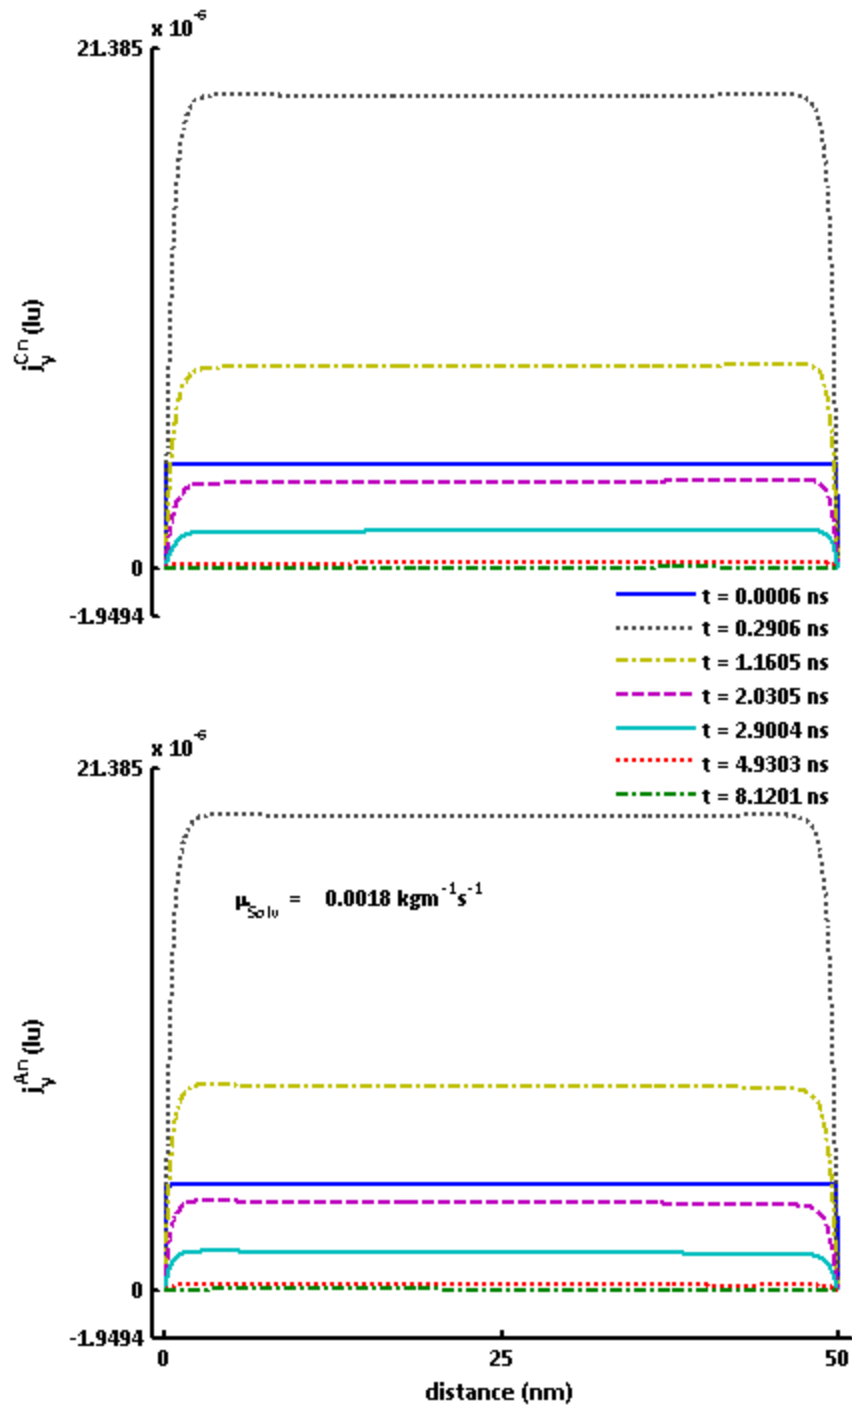 x 10⁻⁶
21.385
j_y^Cn (lu)
0
-1.9494
t = 0.0006 ns
t = 0.2906 ns
t = 1.1605 ns
t = 2.0305 ns
t = 2.9004 ns
t = 4.9303 ns
t = 8.1201 ns
x 10⁻⁶
21.385
μ_Solv = 0.0018 kgm⁻¹s⁻¹
j_y^An (lu)
0
-1.9494
0 25 50
distance (nm)